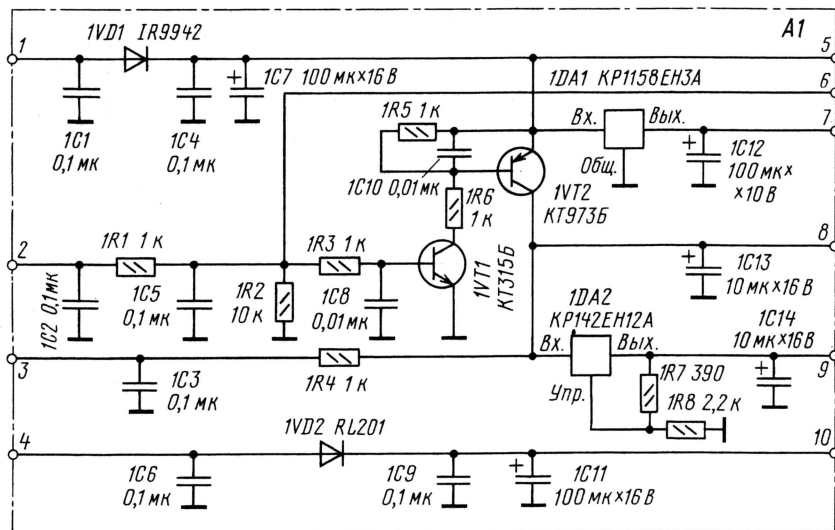 A1
1VD1 IR9942
1
5
1C7 100 мк×16 В
6
1DA1 КР1158ЕН3А
1R5 1 к
Вх.
Вых.
7
1C1
0,1 мк
1C4
0,1 мк
1C10 0,01 мк
Общ.
1C12
100 мк×
×10 В
1R6
1 к
1VT2
КТ973Б
2
1R1 1 к
1R3 1 к
8
1VT1
КТ315Б
1C2 0,1 мк
1C5
0,1 мк
1R2
10 к
1C8
0,01 мк
1C13
10 мк×16 В
1DA2
КР142ЕН12А
1C14
10 мк×16 В
Вх.
Вых.
3
9
1R4 1 к
1C3
0,1 мк
Упр.
1R7 390
1R8 2,2 к
1VD2 RL201
4
10
1C6
0,1 мк
1C9
0,1 мк
1C11
100 мк×16 В